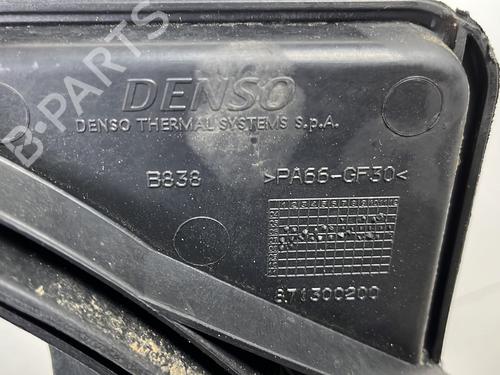 B-PARTS
DENSO
DENSO THERMAL SYSTEMS S.p.A.
B838 >PA66-GF30<
871300200